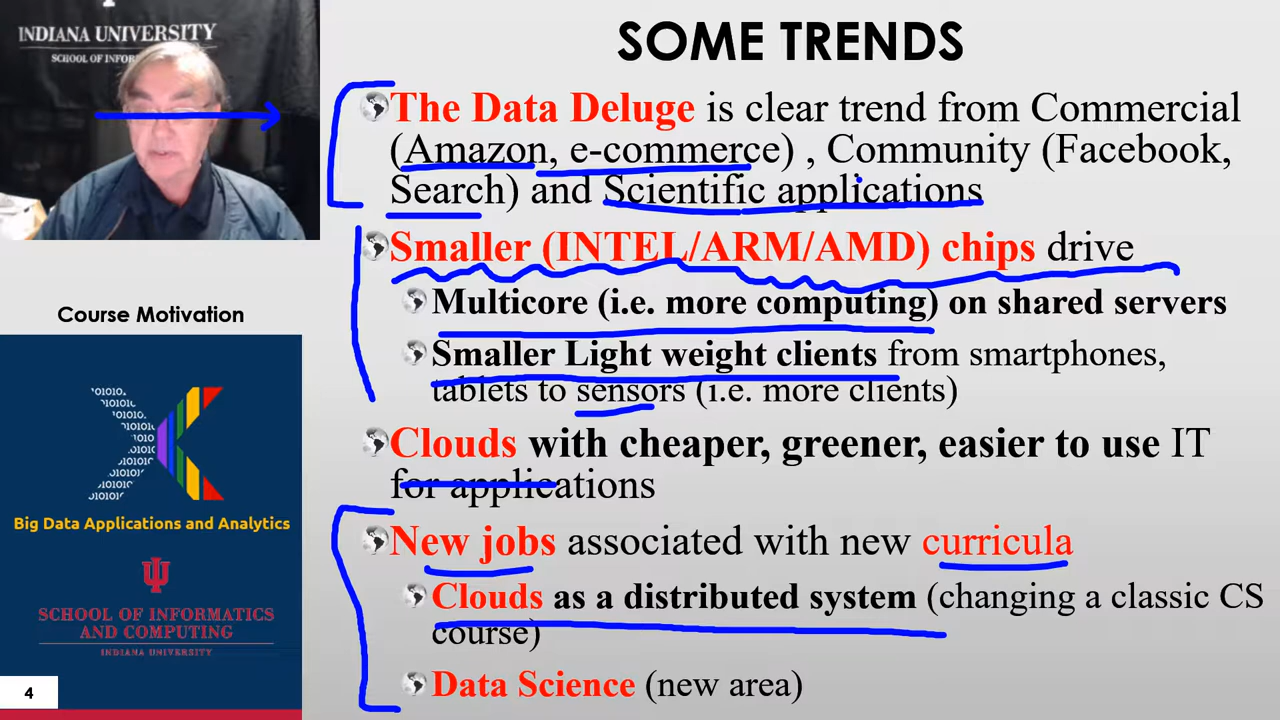 INDIANA UNIVERSITY
SCHOOL OF INFOR
SOME TRENDS
The Data Deluge is clear trend from Commercial
(Amazon, e-commerce) , Community (Facebook,
Search) and Scientific applications
Smaller (INTEL/ARM/AMD) chips drive
Multicore (i.e. more computing) on shared servers
Smaller Light weight clients from smartphones,
tablets to sensors (i.e. more clients)
Clouds with cheaper, greener, easier to use IT
for applications
New jobs associated with new curricula
Clouds as a distributed system (changing a classic CS
course)
Data Science (new area)
Course Motivation
Big Data Applications and Analytics
SCHOOL OF INFORMATICS
AND COMPUTING
INDIANA UNIVERSITY
4